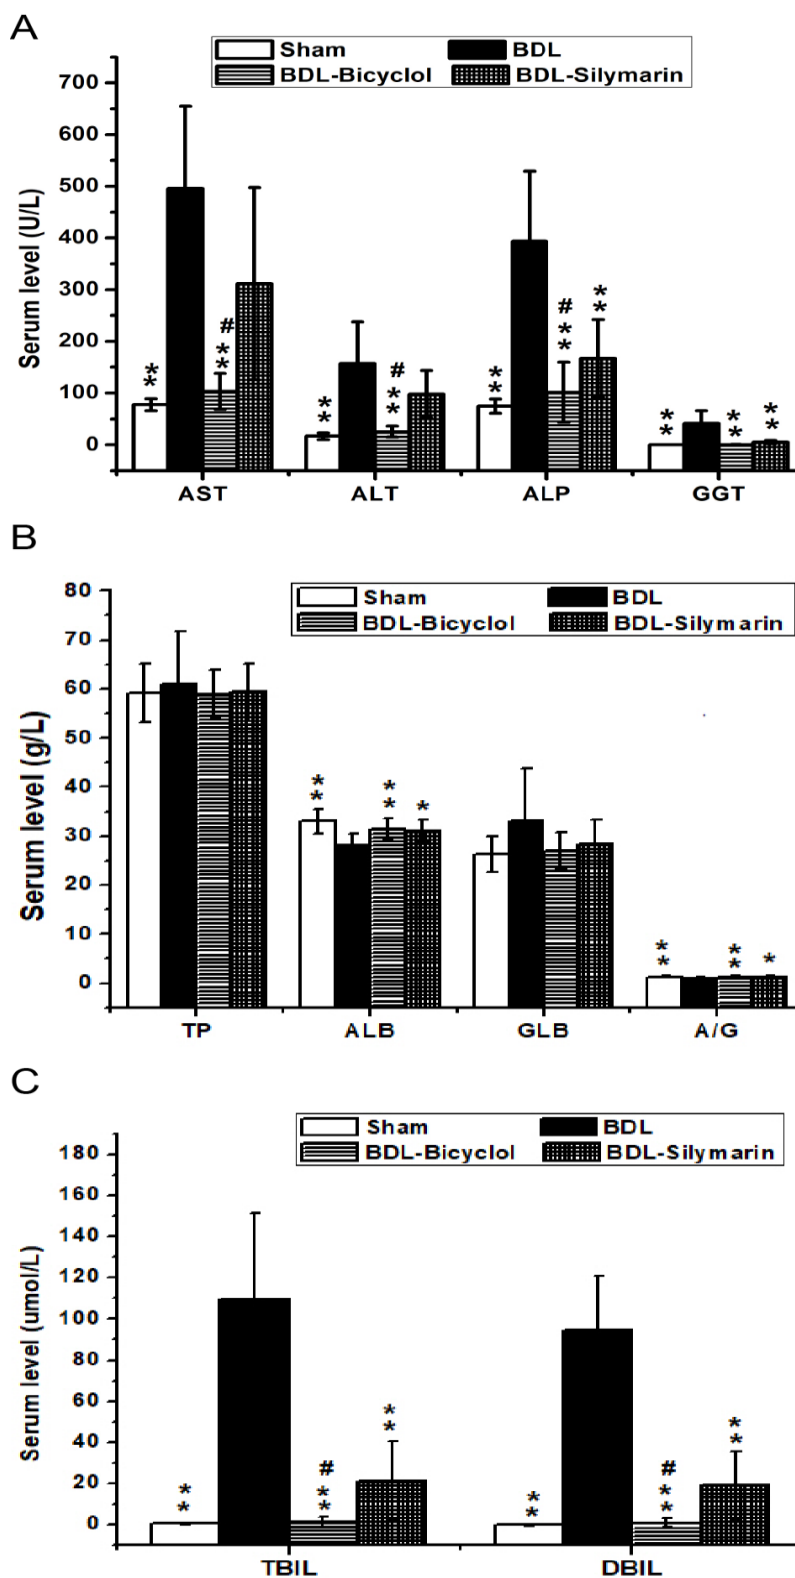 A
Sham BDL
BDL-Bicyclol BDL-Silymarin
Serum level (U/L)
700
600
500
400
300
200
100
0
** # ** ** # ** ** # ** ** ** ** **
AST ALT ALP GGT
B
Sham BDL
BDL-Bicyclol BDL-Silymarin
Serum level (g/L)
80
70
60
50
40
30
20
10
0
** ** * ** ** *
TP ALB GLB A/G
C
Sham BDL
BDL-Bicyclol BDL-Silymarin
Serum level (umol/L)
180
160
140
120
100
80
60
40
20
0
** # ** ** ** # ** **
TBIL DBIL